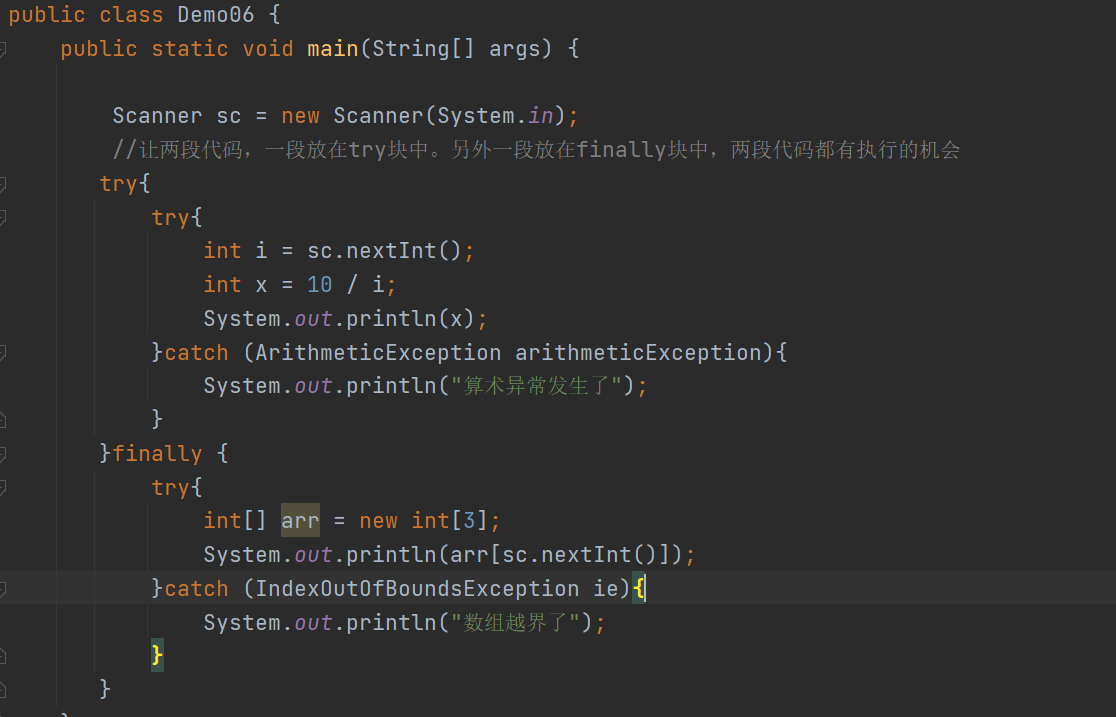 public class Demo06 {
public static void main(String[] args) {
Scanner sc = new Scanner(System.in);
//让两段代码，一段放在try块中。另外一段放在finally块中，两段代码都有执行的机会
try{
try{
int i = sc.nextInt();
int x = 10 / i;
System.out.println(x);
}catch (ArithmeticException arithmeticException){
System.out.println("算术异常发生了");
}
}finally {
try{
int[] arr = new int[3];
System.out.println(arr[sc.nextInt()]);
}catch (IndexOutOfBoundsException ie){
System.out.println("数组越界了");
}
}